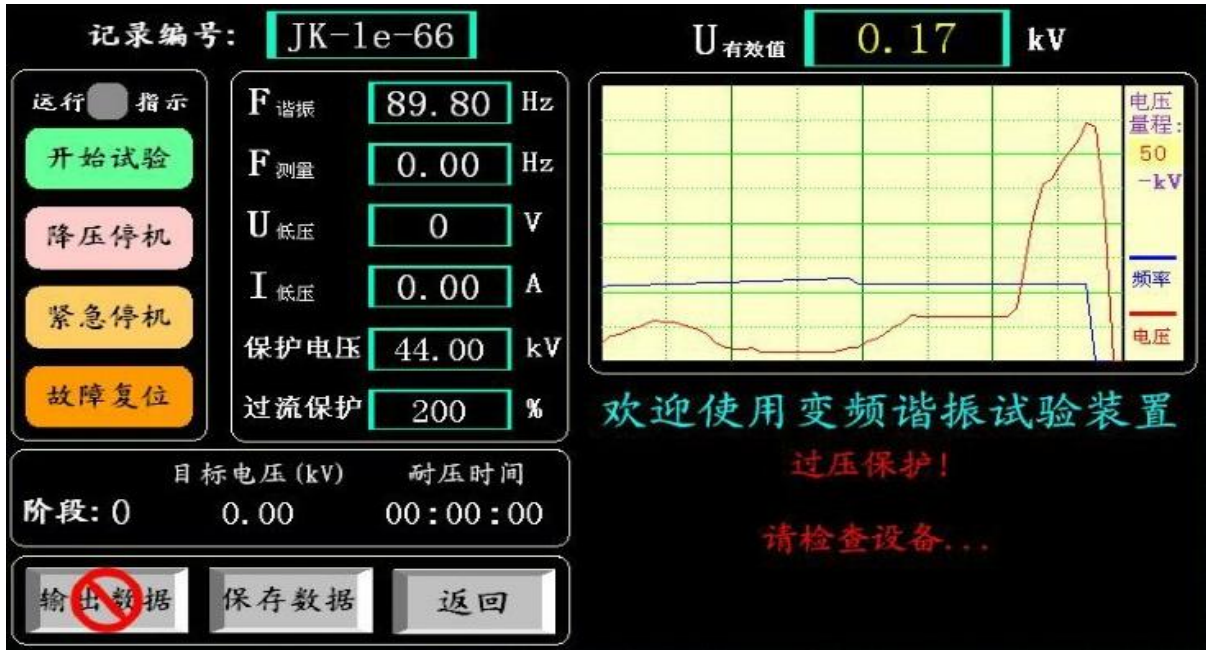 记录编号: JK-1e-66
U有效值 0.17 kV
运行 指示
开始试验
降压停机
紧急停机
故障复位
F谐振 89.80 Hz
F测量 0.00 Hz
U低压 0 V
I低压 0.00 A
保护电压 44.00 kV
过流保护 200 %
电压
量程:
50
-kV
频率
电压
欢迎使用变频谐振试验装置
过压保护!
请检查设备...
目标电压(kV) 耐压时间
阶段: 0 0.00 00:00:00
输出数据 保存数据 返回